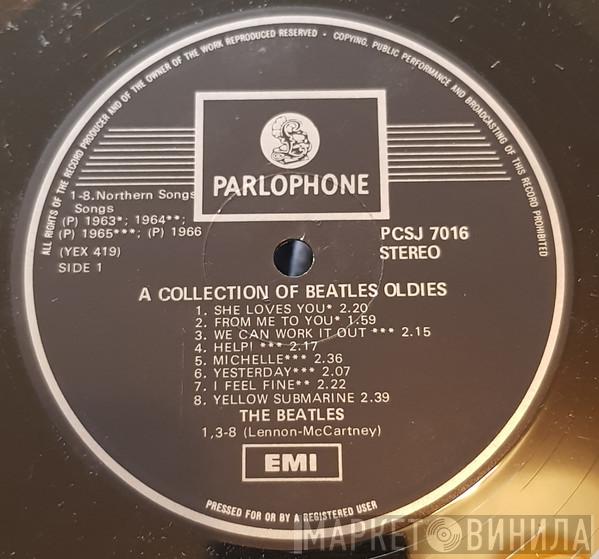 ALL RIGHTS OF THE RECORD PRODUCER AND OF THE OWNER OF THE WORK REPRODUCED RESERVED • COPYING, PUBLIC PERFORMANCE AND BROADCASTING OF THIS RECORD PROHIBITED
PARLOPHONE
1-8.Northern Songs
Songs
(P) 1963*; 1964**;
(P) 1965***; (P) 1966
(YEX 419)
SIDE 1
PCSJ 7016
STEREO
A COLLECTION OF BEATLES OLDIES
1. SHE LOVES YOU* 2.20
2. FROM ME TO YOU* 1.59
3. WE CAN WORK IT OUT *** 2.15
4. HELP! *** 2.17
5. MICHELLE*** 2.36
6. YESTERDAY*** 2.07
7. I FEEL FINE** 2.22
8. YELLOW SUBMARINE 2.39
THE BEATLES
1,3-8 (Lennon-McCartney)
EMI
PRESSED FOR OR BY A REGISTERED USER
МАРКЕТ ВИНИЛА